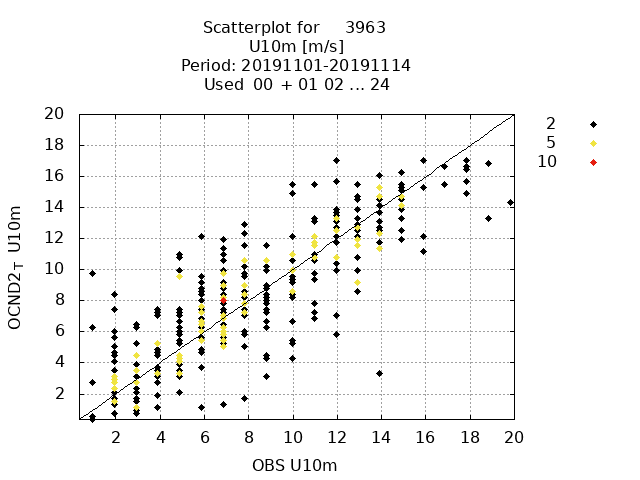 Scatterplot for 3963
U10m [m/s]
Period: 20191101-20191114
Used 00 + 01 02 ... 24
20
18
16
14
12
10
8
6
4
2
OCND2_T U10m
2 4 6 8 10 12 14 16 18 20
OBS U10m
2
5
10